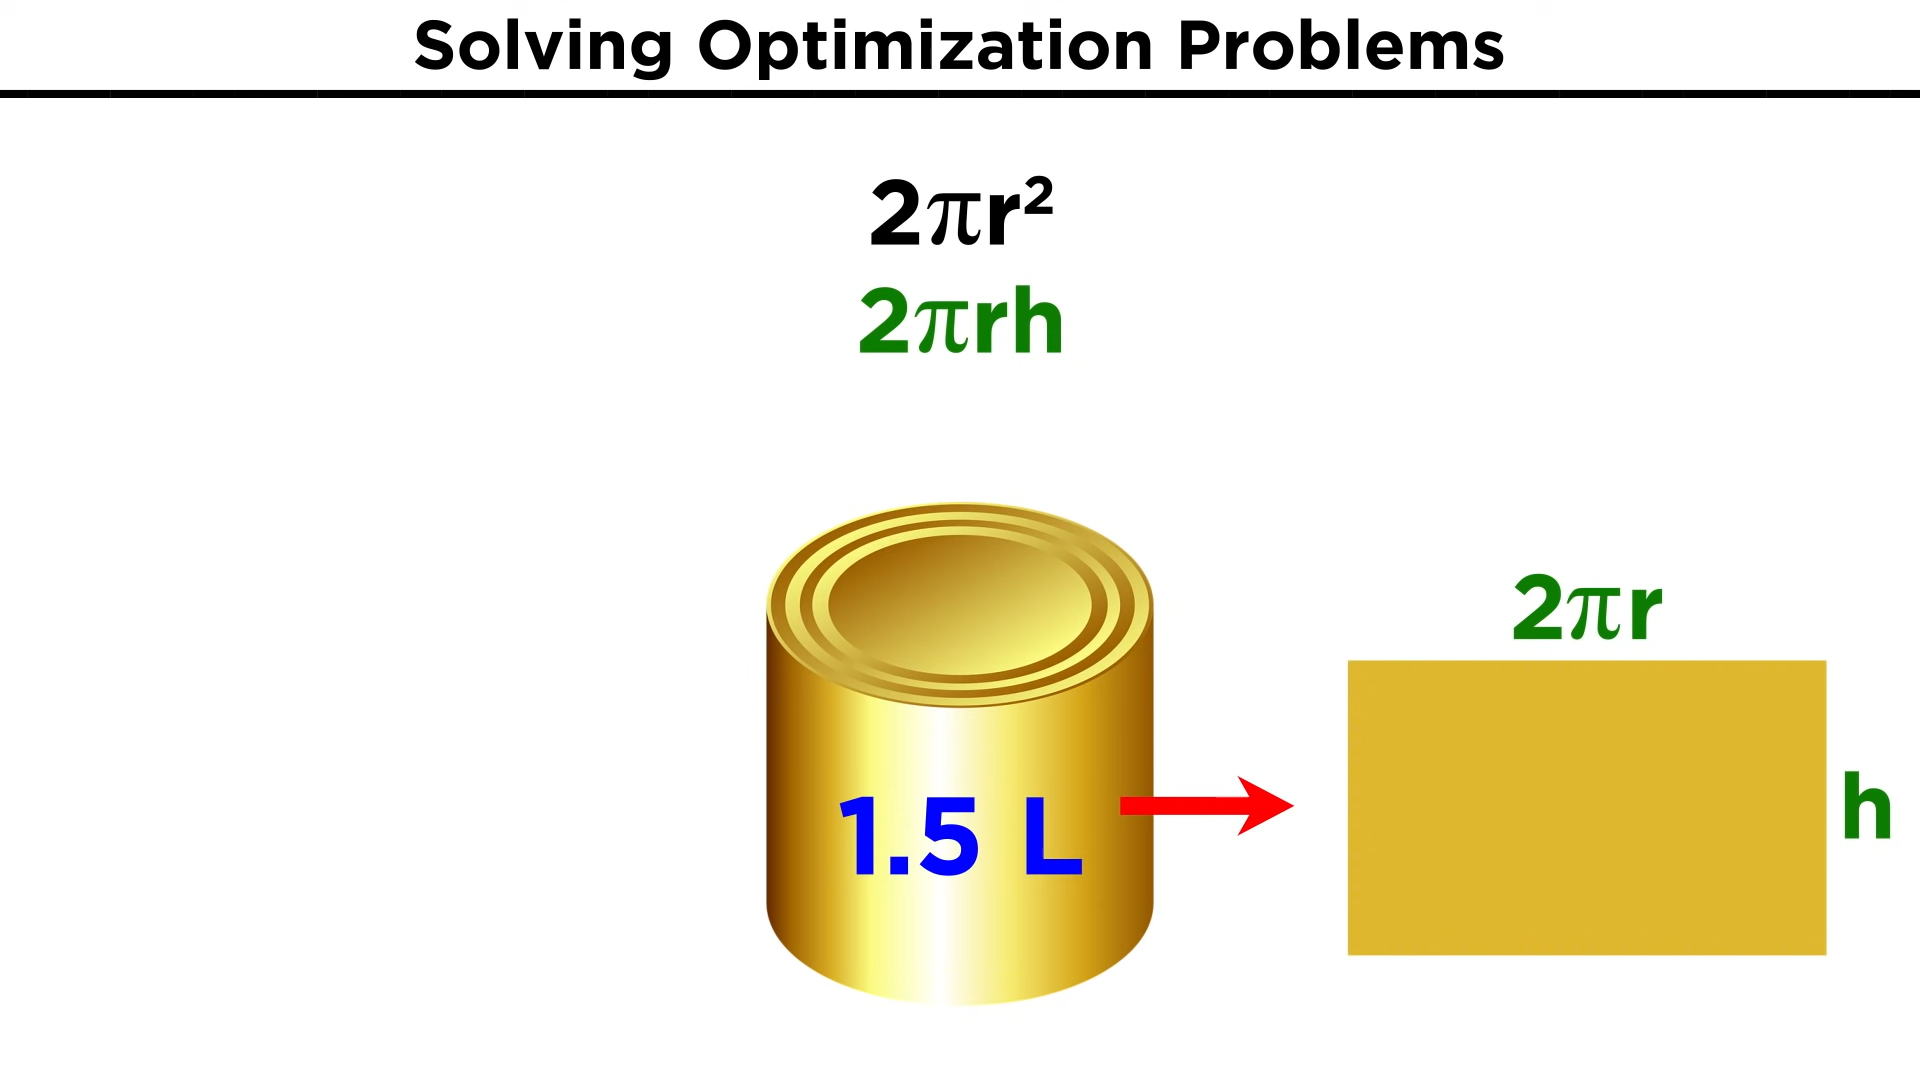 Solving Optimization Problems
2πr²
2πrh
2πr
1.5 L
h